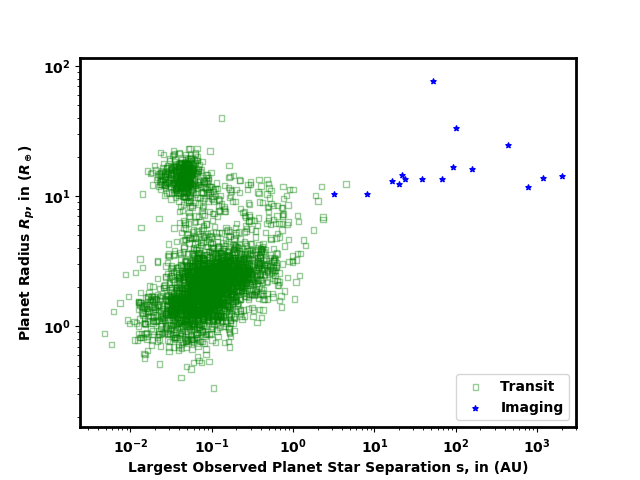 10²
10¹
10⁰
Planet Radius Rₚ, in (R⊕)
10⁻² 10⁻¹ 10⁰ 10¹ 10² 10³
Largest Observed Planet Star Separation s, in (AU)
Transit
Imaging